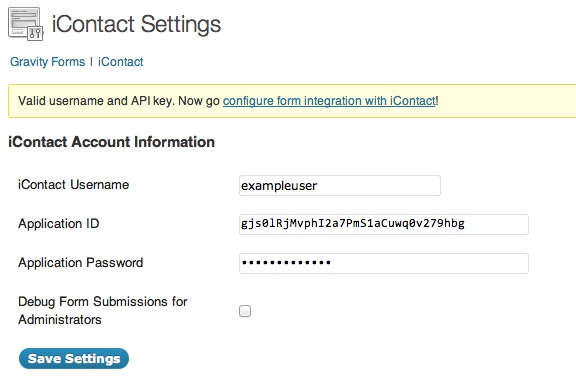 iContact Settings
Gravity Forms | iContact
Valid username and API key. Now go configure form integration with iContact!
iContact Account Information
iContact Username exampleuser
Application ID gjs0lRjMvphI2a7PmS1aCuwq0v279hbg
Application Password •••••••••••••
Debug Form Submissions for
Administrators
Save Settings